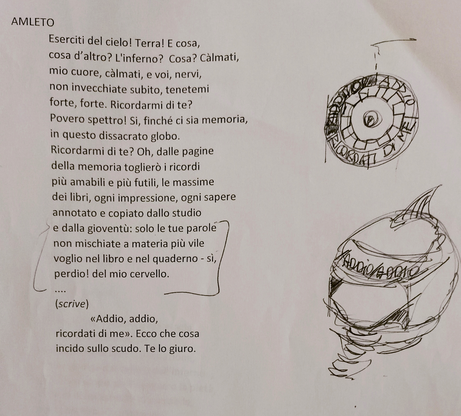 AMLETO
Eserciti del cielo! Terra! E cosa,
cosa d'altro? L'inferno? Cosa? Càlmati,
mio cuore, càlmati, e voi, nervi,
non invecchiate subito, tenetemi
forte, forte. Ricordarmi di te?
Povero spettro! Si, finché ci sia memoria,
in questo dissacrato globo.
Ricordarmi di te? Oh, dalle pagine
della memoria toglierò i ricordi
più amabili e più futili, le massime
dei libri, ogni impressione, ogni sapere
annotato e copiato dallo studio
e dalla gioventù: solo le tue parole
non mischiate a materia più vile
voglio nel libro e nel quaderno - sì,
perdio! del mio cervello.
....
(scrive)
«Addio, addio,
ricordati di me». Ecco che cosa
incido sullo scudo. Te lo giuro.
ADDIO ADDIO
RICORDATI DI ME
ADDIO ADDIO